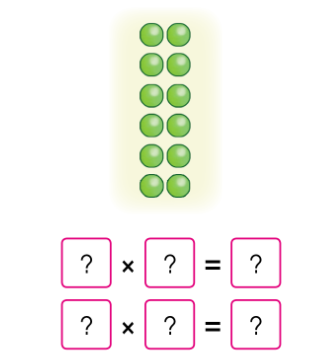 ? × ? = ?
? × ? = ?